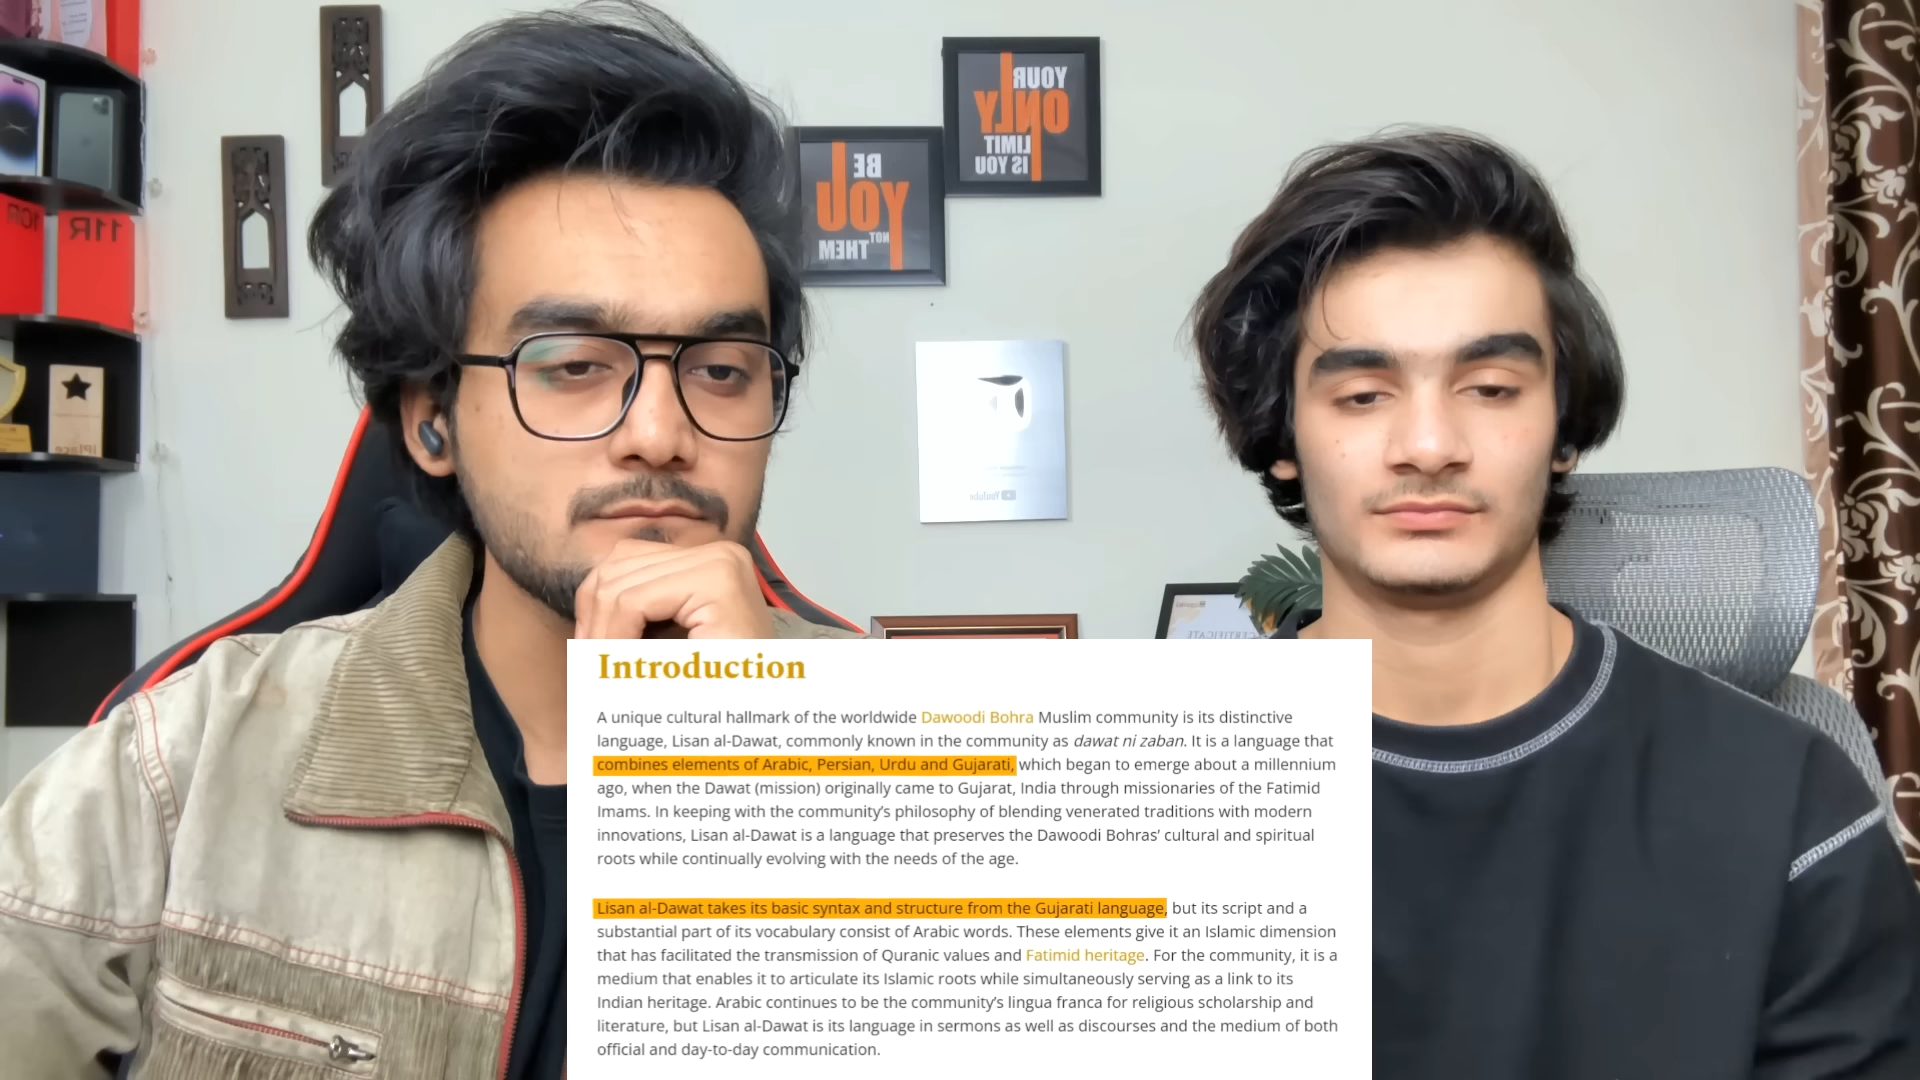 YOUR
ONLY
LIMIT
IS YOU
BE
YOU
NOT
THEM
11R
YouTube
CERTIFICATE
Introduction
A unique cultural hallmark of the worldwide Dawoodi Bohra Muslim community is its distinctive
language, Lisan al-Dawat, commonly known in the community as dawat ni zaban. It is a language that
combines elements of Arabic, Persian, Urdu and Gujarati, which began to emerge about a millennium
ago, when the Dawat (mission) originally came to Gujarat, India through missionaries of the Fatimid
Imams. In keeping with the community’s philosophy of blending venerated traditions with modern
innovations, Lisan al-Dawat is a language that preserves the Dawoodi Bohras’ cultural and spiritual
roots while continually evolving with the needs of the age.
Lisan al-Dawat takes its basic syntax and structure from the Gujarati language, but its script and a
substantial part of its vocabulary consist of Arabic words. These elements give it an Islamic dimension
that has facilitated the transmission of Quranic values and Fatimid heritage. For the community, it is a
medium that enables it to articulate its Islamic roots while simultaneously serving as a link to its
Indian heritage. Arabic continues to be the community’s lingua franca for religious scholarship and
literature, but Lisan al-Dawat is its language in sermons as well as discourses and the medium of both
official and day-to-day communication.